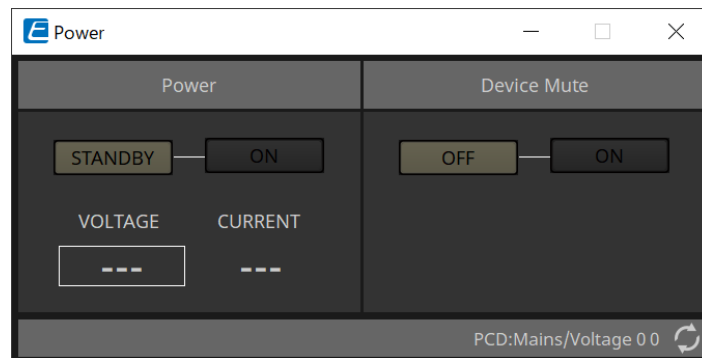 Power
Power
Device Mute
STANDBY ON
OFF ON
VOLTAGE CURRENT
--- ---
PCD:Mains/Voltage 0 0